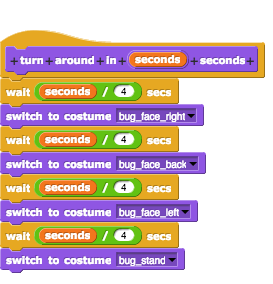 + turn + around + in + seconds + seconds +
wait seconds / 4 secs
switch to costume bug_face_right
wait seconds / 4 secs
switch to costume bug_face_back
wait seconds / 4 secs
switch to costume bug_face_left
wait seconds / 4 secs
switch to costume bug_stand